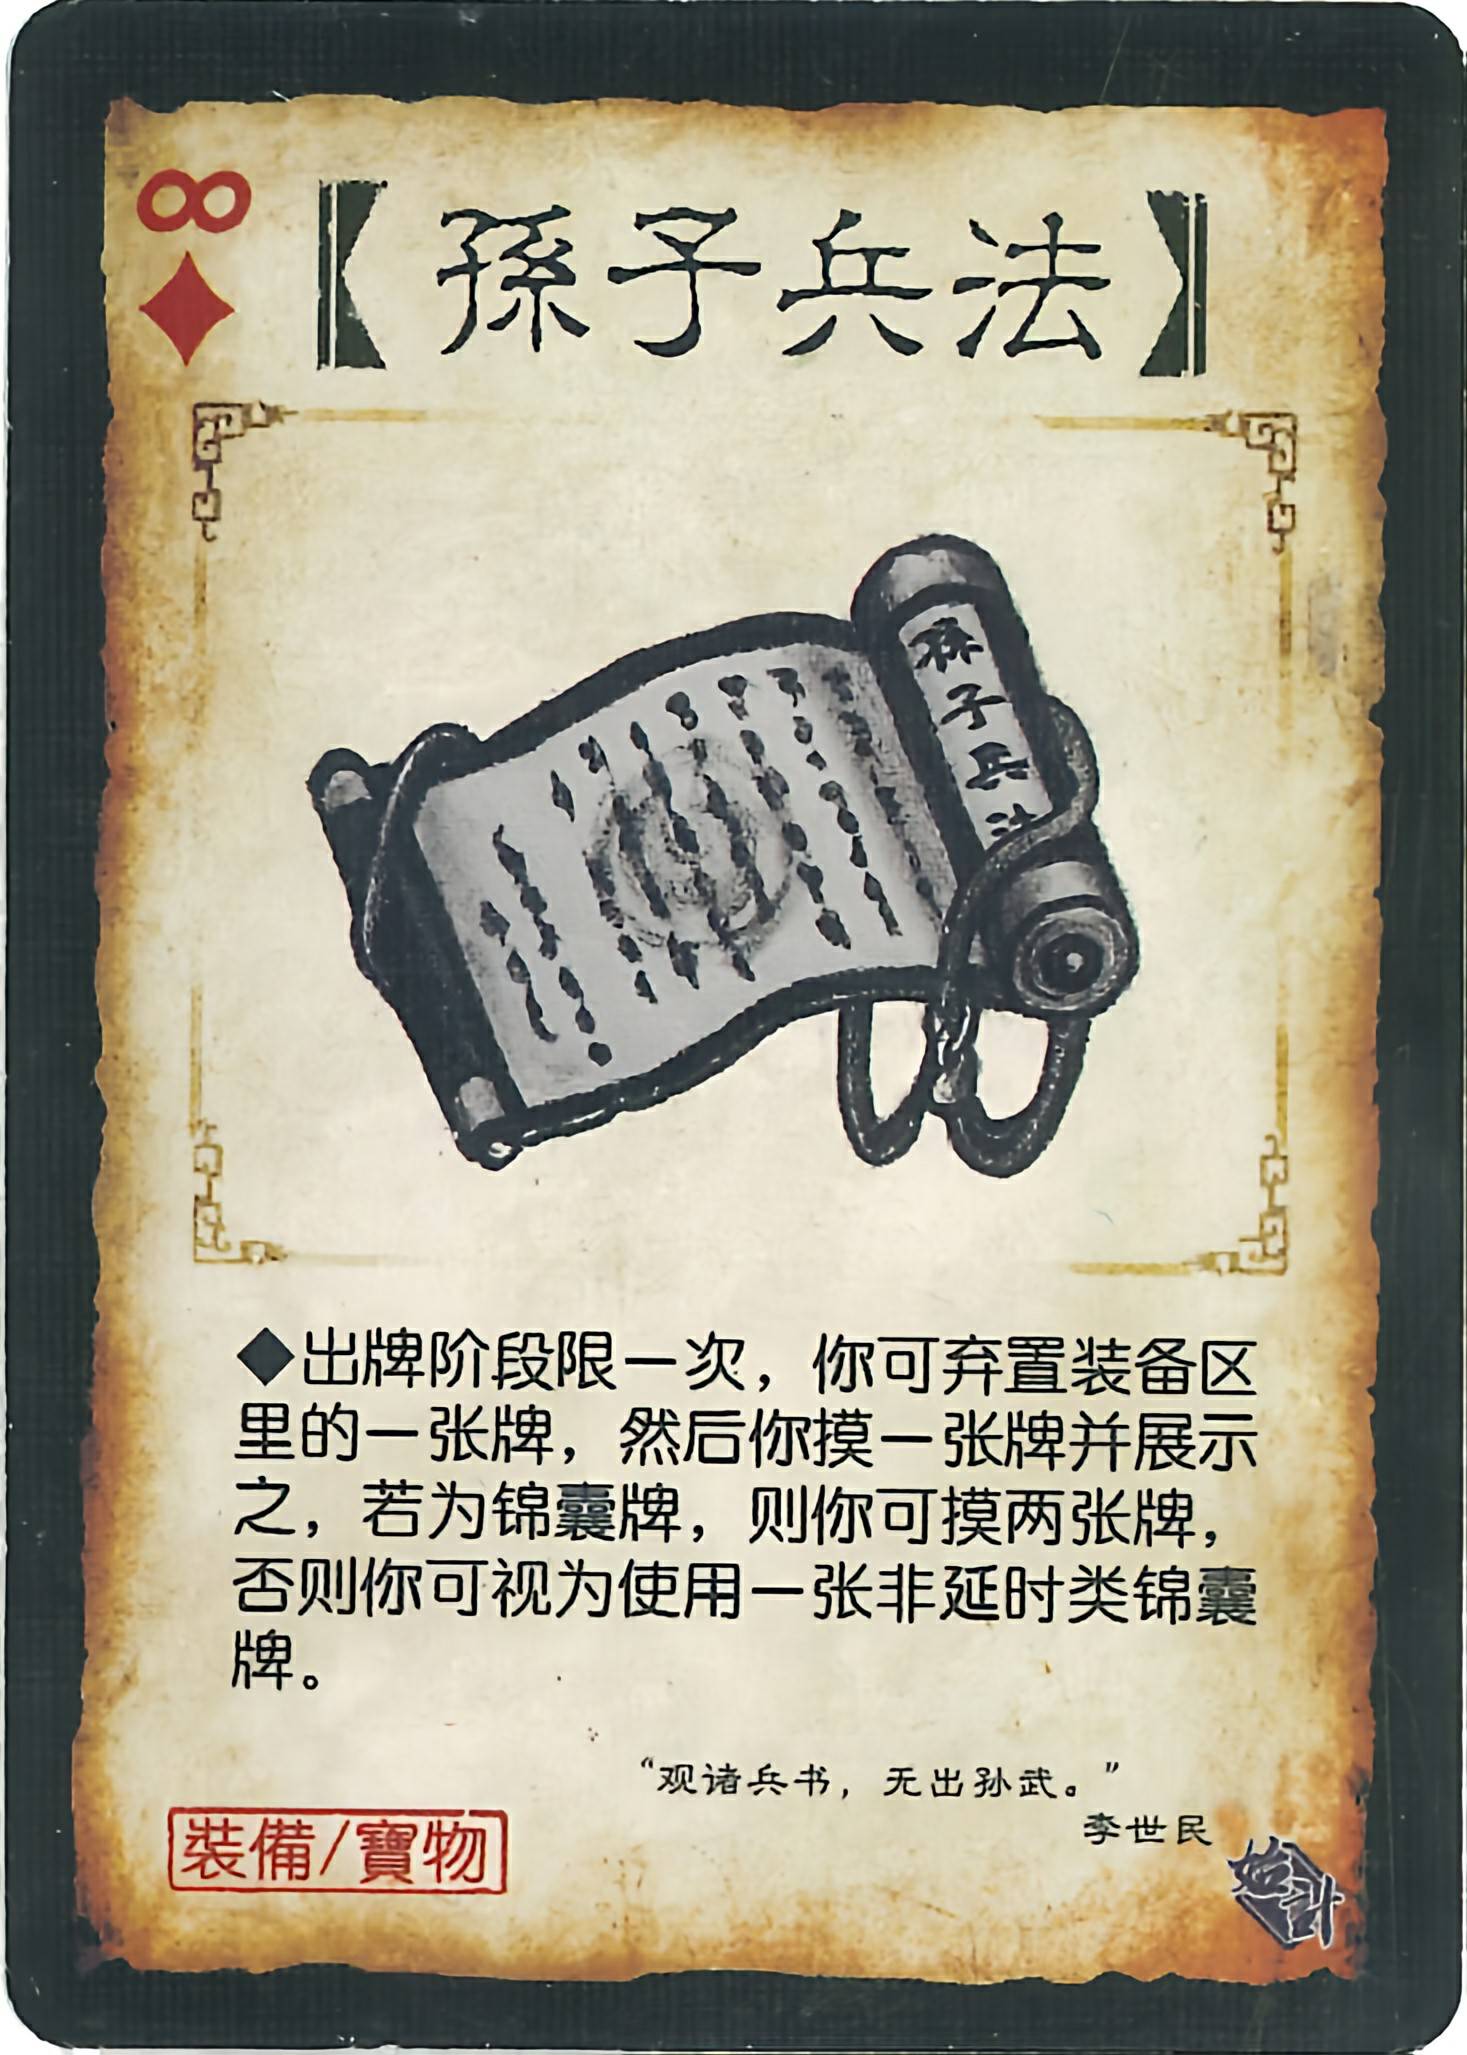 ∞
【孫子兵法】
孫子兵法
◆出牌阶段限一次，你可弃置装备区
里的一张牌，然后你摸一张牌并展示
之，若为锦囊牌，则你可摸两张牌，
否则你可视为使用一张非延时类锦囊
牌。
“观诸兵书，无出孙武。”
李世民
裝備/寶物
始计